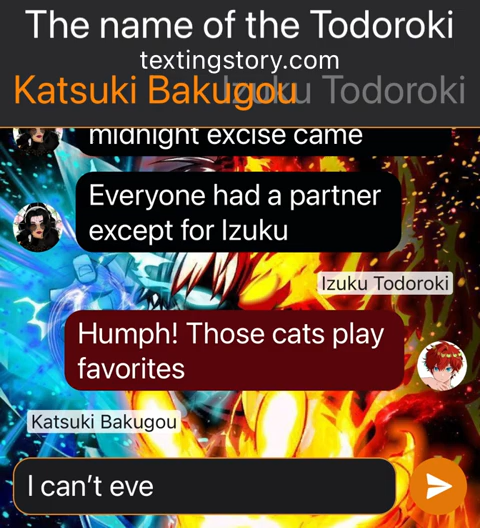 The name of the Todoroki
textingstory.com
Katsuki Bakugou Izuku Todoroki
midnight excise came
Everyone had a partner
except for Izuku
Izuku Todoroki
Humph! Those cats play
favorites
Katsuki Bakugou
I can’t eve